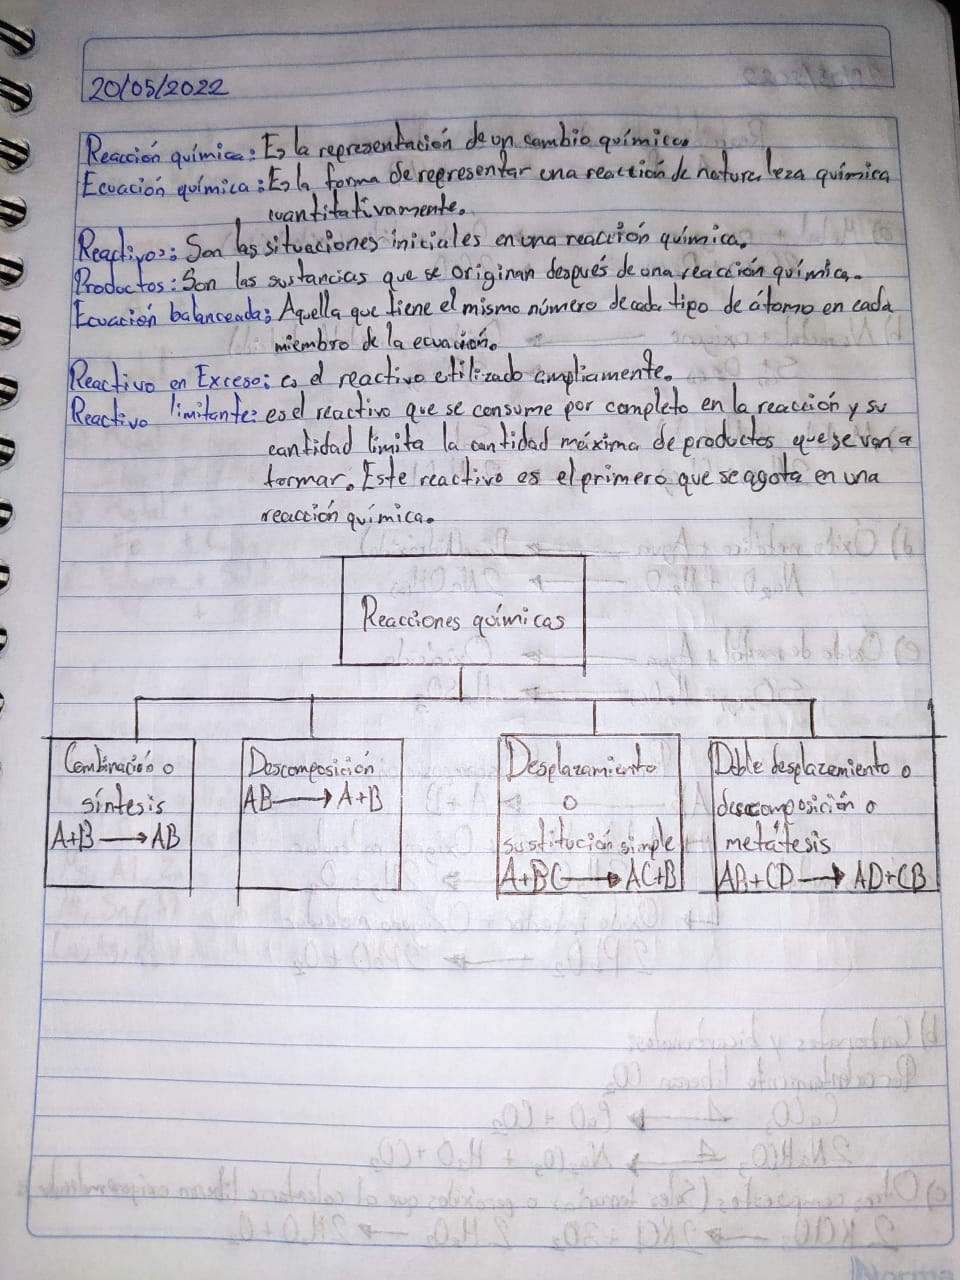 20/05/2022
Reacción química: Es la representación de un cambio químico.
Ecuación química: Es la forma de representar una reacción de naturaleza química
cuantitativamente.
Reactivos: Son las situaciones iniciales en una reacción química.
Productos: Son las sustancias que se originan después de una reacción química.
Ecuación balanceada: Aquella que tiene el mismo número de cada tipo de átomo en cada
miembro de la ecuación.
Reactivo en Exceso: es el reactivo utilizado ampliamente.
Reactivo limitante: es el reactivo que se consume por completo en la reacción y su
cantidad limita la cantidad máxima de productos que se van a
formar. Este reactivo es el primero que se agota en una
reacción química.
Reacciones químicas
Combinación o
síntesis
A+B → AB
Descomposición
AB → A+B
Desplazamiento
o
sustitución simple
A+BC → AC+B
Doble desplazamiento o
descomposición o
metátesis
AB+CD → AD+CB